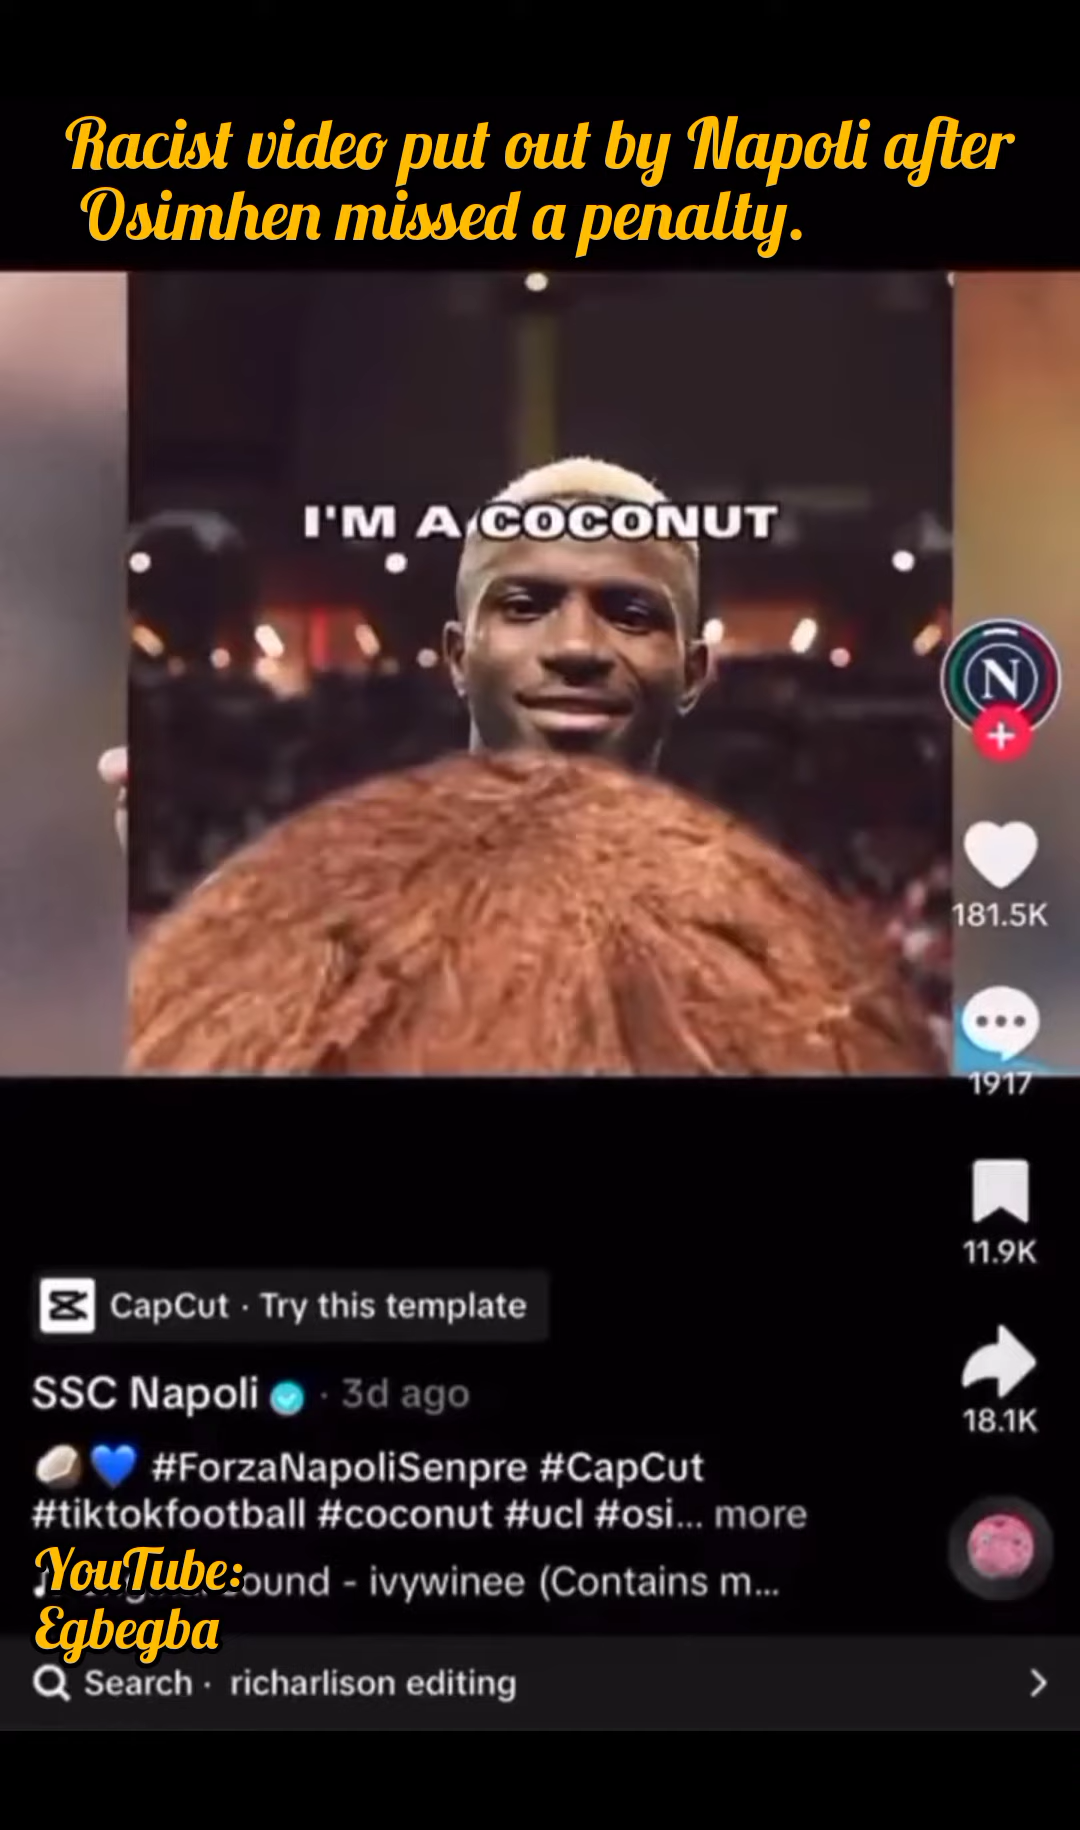 Racist video put out by Napoli after
Osimhen missed a penalty.
I'M A COCONUT
N
181.5K
1917
11.9K
18.1K
CapCut · Try this template
SSC Napoli · 3d ago
#ForzaNapoliSenpre #CapCut
#tiktokfootball #coconut #ucl #osi... more
YouTube:
ound - ivywinee (Contains m...
Egbegba
Search · richarlison editing